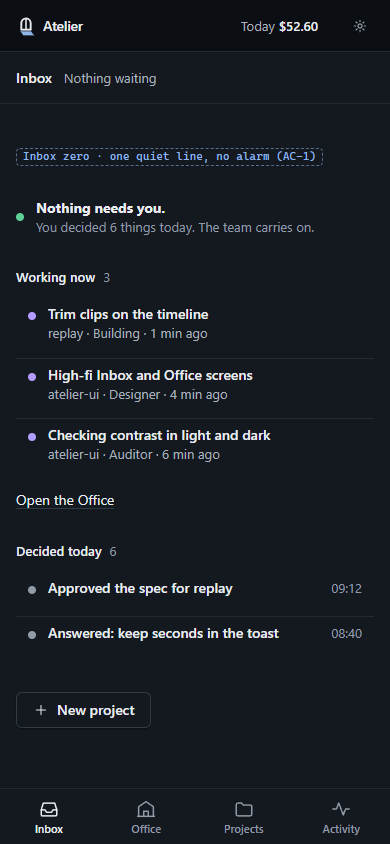 Atelier
Today $52.60
Inbox Nothing waiting
Inbox zero · one quiet line, no alarm (AC-1)
Nothing needs you.
You decided 6 things today. The team carries on.
Working now 3
Trim clips on the timeline
replay · Building · 1 min ago
High-fi Inbox and Office screens
atelier-ui · Designer · 4 min ago
Checking contrast in light and dark
atelier-ui · Auditor · 6 min ago
Open the Office
Decided today 6
Approved the spec for replay 09:12
Answered: keep seconds in the toast 08:40
+ New project
Inbox Office Projects Activity